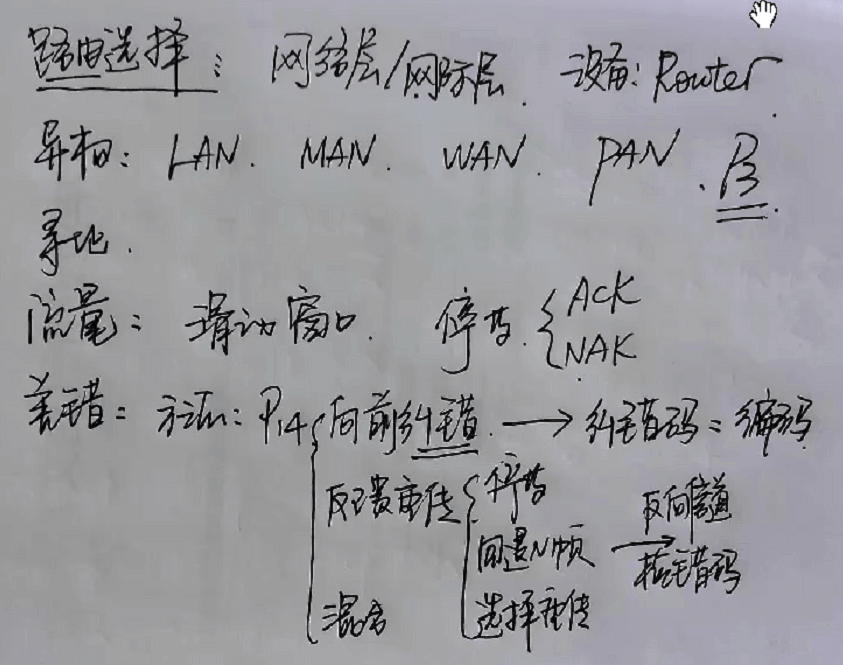 路由选择: 网络层/网际层. 设备: Router.
异构: LAN. MAN. WAN. PAN. P3
寻地.
流量: 滑动窗口. 停等. { ACK
NAK
差错: 方法: P14 { 向前纠错. → 纠错码: 编码
反馈重传 { 停等
回退N帧 → 反向信道
检错码
选择重传
混合